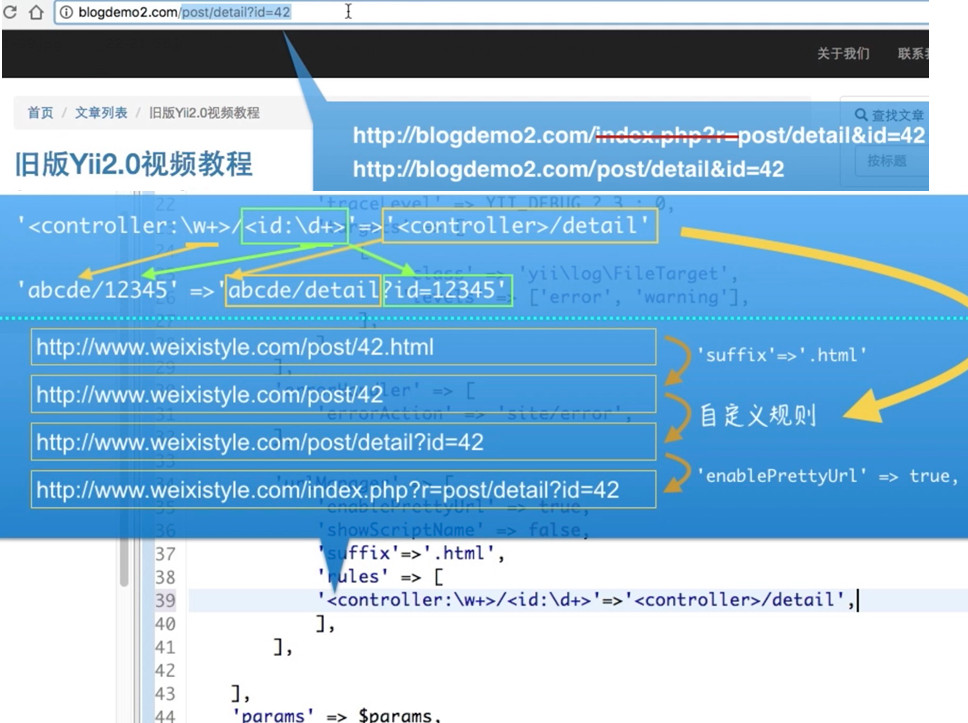 blogdemo2.com/post/detail?id=42
关于我们 联系
首页 / 文章列表 / 旧版Yii2.0视频教程
查找文章
旧版Yii2.0视频教程
按标题
http://blogdemo2.com/index.php?r=post/detail&id=42
http://blogdemo2.com/post/detail&id=42
22 'traceLevel' => YII_DEBUG ? 3 : 0,
'<controller:\w+>/<id:\d+>'=> '<controller>/detail'
'class' => 'yii\log\FileTarget',
'abcde/12345' =>'abcde/detail?id=12345'
26 'levels' => ['error', 'warning'],
27 ],
http://www.weixistyle.com/post/42.html
'suffix'=>'.html'
29 ],
http://www.weixistyle.com/post/42
'errorHandler' => [
31 'errorAction' => 'site/error',
自定义规则
http://www.weixistyle.com/post/detail?id=42
33
'enablePrettyUrl' => true,
http://www.weixistyle.com/index.php?r=post/detail?id=42
'urlManager' => [
35 'enablePrettyUrl' => true,
36 'showScriptName' => false,
37 'suffix'=>'.html',
38 'rules' => [
39 '<controller:\w+>/<id:\d+>'=>'<controller>/detail',
40 ],
41 ],
42
43 ],
44 'params' => $params,